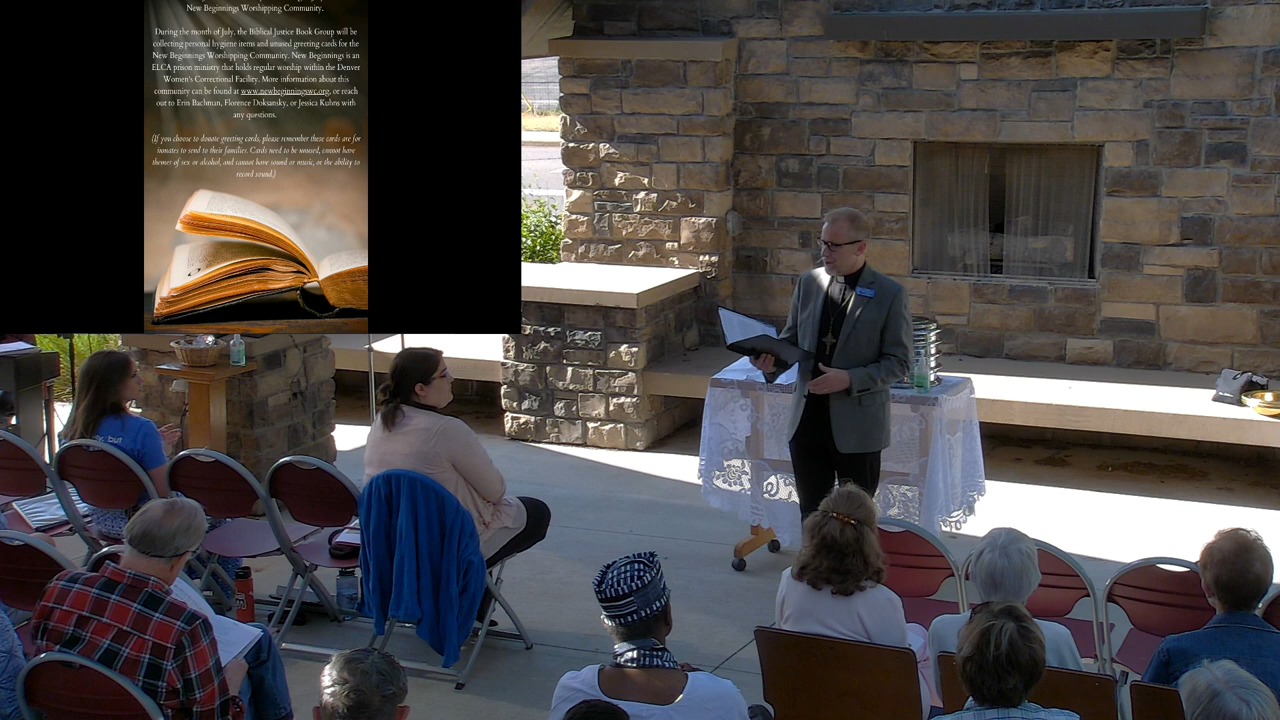 New Beginnings Worshipping Community.
During the month of July, the Biblical Justice Book Group will be
collecting personal hygiene items and unused greeting cards for the
New Beginnings Worshipping Community. New Beginnings is an
ELCA prison ministry that holds regular worship within the Denver
Women's Correctional Facility. More information about this
community can be found at www.newbeginningswc.org, or reach
out to Erin Bachman, Florence Doksansky, or Jessica Kuhns with
any questions.
(If you choose to donate greeting cards, please remember these cards are for
inmates to send to their families. Cards need to be unused, cannot have
themes of sex or alcohol, and cannot have sound or music, or the ability to
record sound.)
but